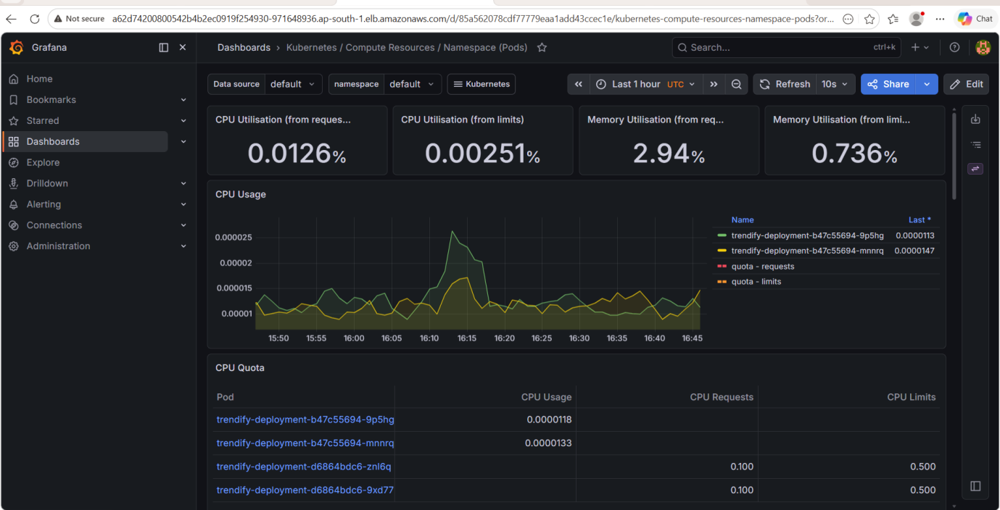 Not secure a62d74200800542b4b2ec0919f254930-971648936.ap-south-1.elb.amazonaws.com/d/85a562078cdf77779eaa1add43ccec1e/kubernetes-compute-resources-namespace-pods?or... Chat
Grafana
Dashboards › Kubernetes / Compute Resources / Namespace (Pods)
Search... ctrl+k
Home
Bookmarks
Starred
Dashboards
Explore
Drilldown
Alerting
Connections
Administration
Data source default namespace default Kubernetes Last 1 hour UTC Refresh 10s Share Edit
CPU Utilisation (from reques...
0.0126%
CPU Utilisation (from limits)
0.00251%
Memory Utilisation (from req...
2.94%
Memory Utilisation (from limi...
0.736%
CPU Usage
0.000025
0.00002
0.000015
0.00001
15:50 15:55 16:00 16:05 16:10 16:15 16:20 16:25 16:30 16:35 16:40 16:45
Name Last *
trendify-deployment-b47c55694-9p5hg 0.0000113
trendify-deployment-b47c55694-mnnrq 0.0000147
quota - requests
quota - limits
CPU Quota
Pod CPU Usage CPU Requests CPU Limits
trendify-deployment-b47c55694-9p5hg 0.0000118
trendify-deployment-b47c55694-mnnrq 0.0000133
trendify-deployment-d6864bdc6-znl6q 0.100 0.500
trendify-deployment-d6864bdc6-9xd77 0.100 0.500